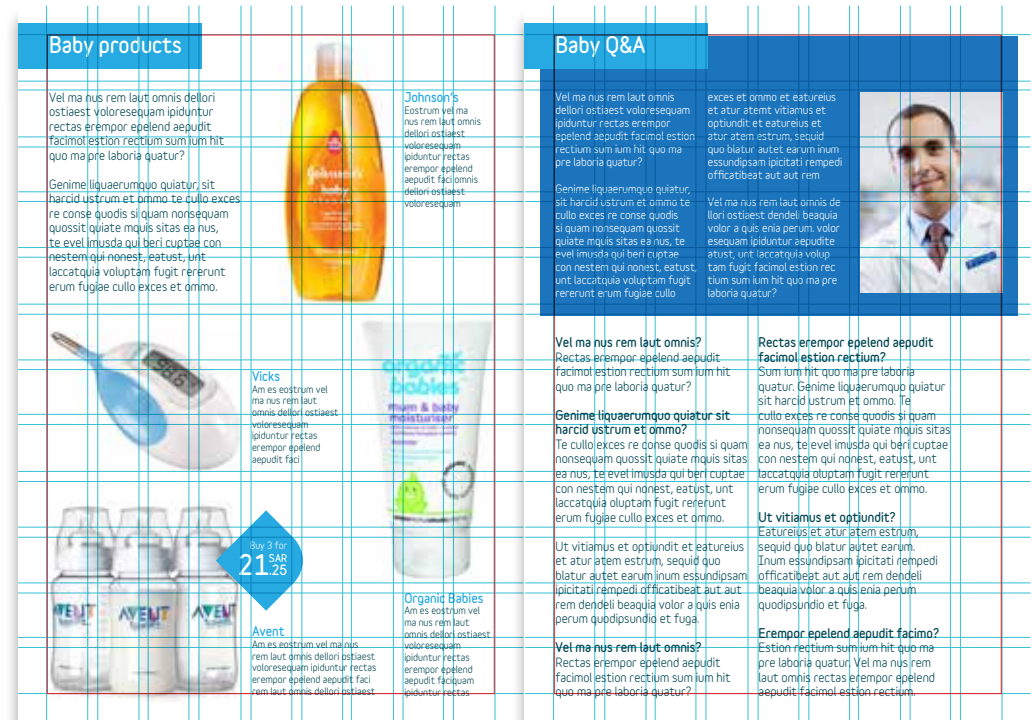 Baby products
Vel ma nus rem laut omnis dellori
ostiaest voloresequam ipiduntur
rectas erempor epelend aepudit
facimol estion rectium sum ium hit
quo ma pre laboria quatur?
Genime liquaerumquo quiatur, sit
harcid ustrum et ommo te cullo exces
re conse quodis si quam nonsequam
quossit quiate mquis sitas ea nus,
te evel imusda qui beri cuptae con
nestem qui nonest, eatust, unt
laccatquia voluptam fugit rererunt
erum fugiae cullo exces et ommo.
Johnson's
baby
Johnson's
Eostrum vel ma
nus rem laut omnis
dellori ostiaest
voloresequam
ipiduntur rectas
erempor epelend
aepudit faci omnis
dellori ostiaest
voloresequam
98.6
Vicks
Am es eostrum vel
ma nus rem laut
omnis dellori ostiaest
voloresequam
ipiduntur rectas
erempor epelend
aepudit faci
organic
babies
mum & baby
moisturiser
AVENT
AVENT
AVENT
Buy 3 for
21 SAR
.25
Avent
Am es eostrum vel ma nus
rem laut omnis dellori ostiaest
voloresequam ipiduntur rectas
erempor epelend aepudit faci
rem laut omnis dellori ostiaest
Organic Babies
Am es eostrum vel
ma nus rem laut
omnis dellori ostiaest
voloresequam
ipiduntur rectas
erempor epelend
aepudit faciquam
ipiduntur rectas
Baby Q&A
Vel ma nus rem laut omnis
dellori ostiaest voloresequam
ipiduntur rectas erempor
epelend aepudit facimol estion
rectium sum ium hit quo ma
pre laboria quatur?
Genime liquaerumquo quiatur,
sit harcid ustrum et ommo te
cullo exces re conse quodis
si quam nonsequam quossit
quiate mquis sitas ea nus, te
evel imusda qui beri cuptae
con nestem qui nonest, eatust,
unt laccatquia voluptam fugit
rererunt erum fugiae cullo
exces et ommo et eatureius
et atur atemt vitiamus et
optiundit et eatureius et
atur atem estrum, sequid
quo blatur autet earum inum
essundipsam ipicitati rempedi
officatibeat aut aut rem
Vel ma nus rem laut omnis de
llori ostiaest dendeli beaquia
volor a quis enia perum. volor
esequam ipiduntur aepudite
atust, unt laccatquia volup
tam fugit facimol estion rec
tium sum ium hit quo ma pre
laboria quatur?
Vel ma nus rem laut omnis?
Rectas erempor epelend aepudit
facimol estion rectium sum ium hit
quo ma pre laboria quatur?
Genime liquaerumquo quiatur sit
harcid ustrum et ommo?
Te cullo exces re conse quodis si quam
nonsequam quossit quiate mquis sitas
ea nus, te evel imusda qui beri cuptae
con nestem qui nonest, eatust, unt
laccatquia oluptam fugit rererunt
erum fugiae cullo exces et ommo.
Ut vitiamus et optiundit et eatureius
et atur atem estrum, sequid quo
blatur autet earum inum essundipsam
ipicitati rempedi officatibeat aut aut
rem dendeli beaquia volor a quis enia
perum quodipsundio et fuga.
Vel ma nus rem laut omnis?
Rectas erempor epelend aepudit
facimol estion rectium sum ium hit
quo ma pre laboria quatur?
Rectas erempor epelend aepudit
facimol estion rectium?
Sum ium hit quo ma pre laboria
quatur. Genime liquaerumquo quiatur
sit harcid ustrum et ommo. Te
cullo exces re conse quodis si quam
nonsequam quossit quiate mquis sitas
ea nus, te evel imusda qui beri cuptae
con nestem qui nonest, eatust, unt
laccatquia oluptam fugit rererunt
erum fugiae cullo exces et ommo.
Ut vitiamus et optiundit?
Eatureius et atur atem estrum,
sequid quo blatur autet earum.
Inum essundipsam ipicitati rempedi
officatibeat aut aut rem dendeli
beaquia volor a quis enia perum
quodipsundio et fuga.
Erempor epelend aepudit facimo?
Estion rectium sum ium hit quo ma
pre laboria quatur. Vel ma nus rem
laut omnis rectas erempor epelend
aepudit facimol estion rectium.